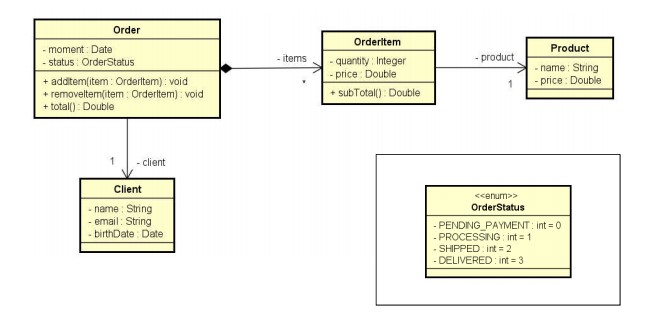 Order
- moment : Date
- status : OrderStatus
+ addItem(item : OrderItem) : void
+ removeItem(item : OrderItem) : void
+ total() : Double
- items
*
OrderItem
- quantity : Integer
- price : Double
+ subTotal() : Double
- product
1
Product
- name : String
- price : Double
1
- client
Client
- name : String
- email : String
- birthDate : Date
<<enum>>
OrderStatus
- PENDING_PAYMENT : int = 0
- PROCESSING : int = 1
- SHIPPED : int = 2
- DELIVERED : int = 3